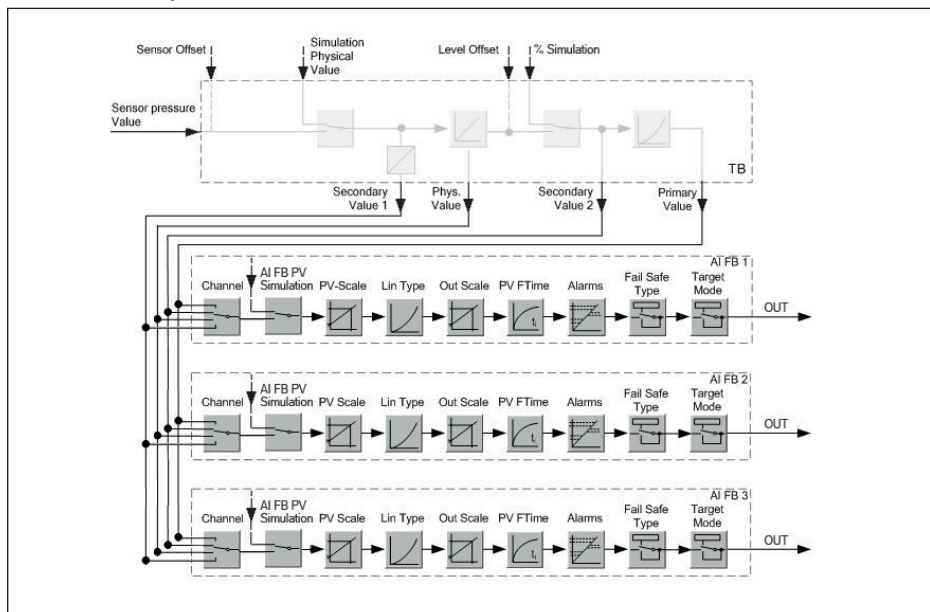 Sensor Offset
Simulation
Physical
Value
Level Offset
% Simulation
Sensor pressure
Value
TB
Secondary
Value 1
Phys.
Value
Secondary
Value 2
Primary
Value
AI FB 1
Channel
AI FB PV
Simulation
PV-Scale
Lin Type
Out Scale
PV FTime
Alarms
Fail Safe
Type
Target
Mode
OUT
t
AI FB 2
Channel
AI FB PV
Simulation
PV Scale
Lin Type
Out Scale
PV FTime
Alarms
Fail Safe
Type
Target
Mode
OUT
t
AI FB 3
Channel
AI FB PV
Simulation
PV Scale
Lin Type
Out Scale
PV FTime
Alarms
Fail Safe
Type
Target
Mode
OUT
t